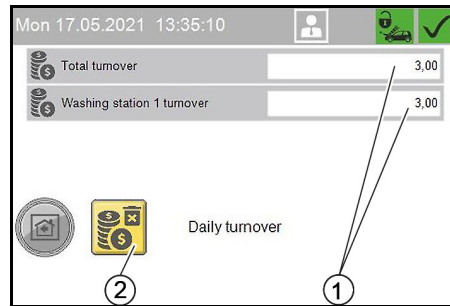 Mon 17.05.2021 13:35:10
Total turnover 3,00
Washing station 1 turnover 3,00
Daily turnover
2 1